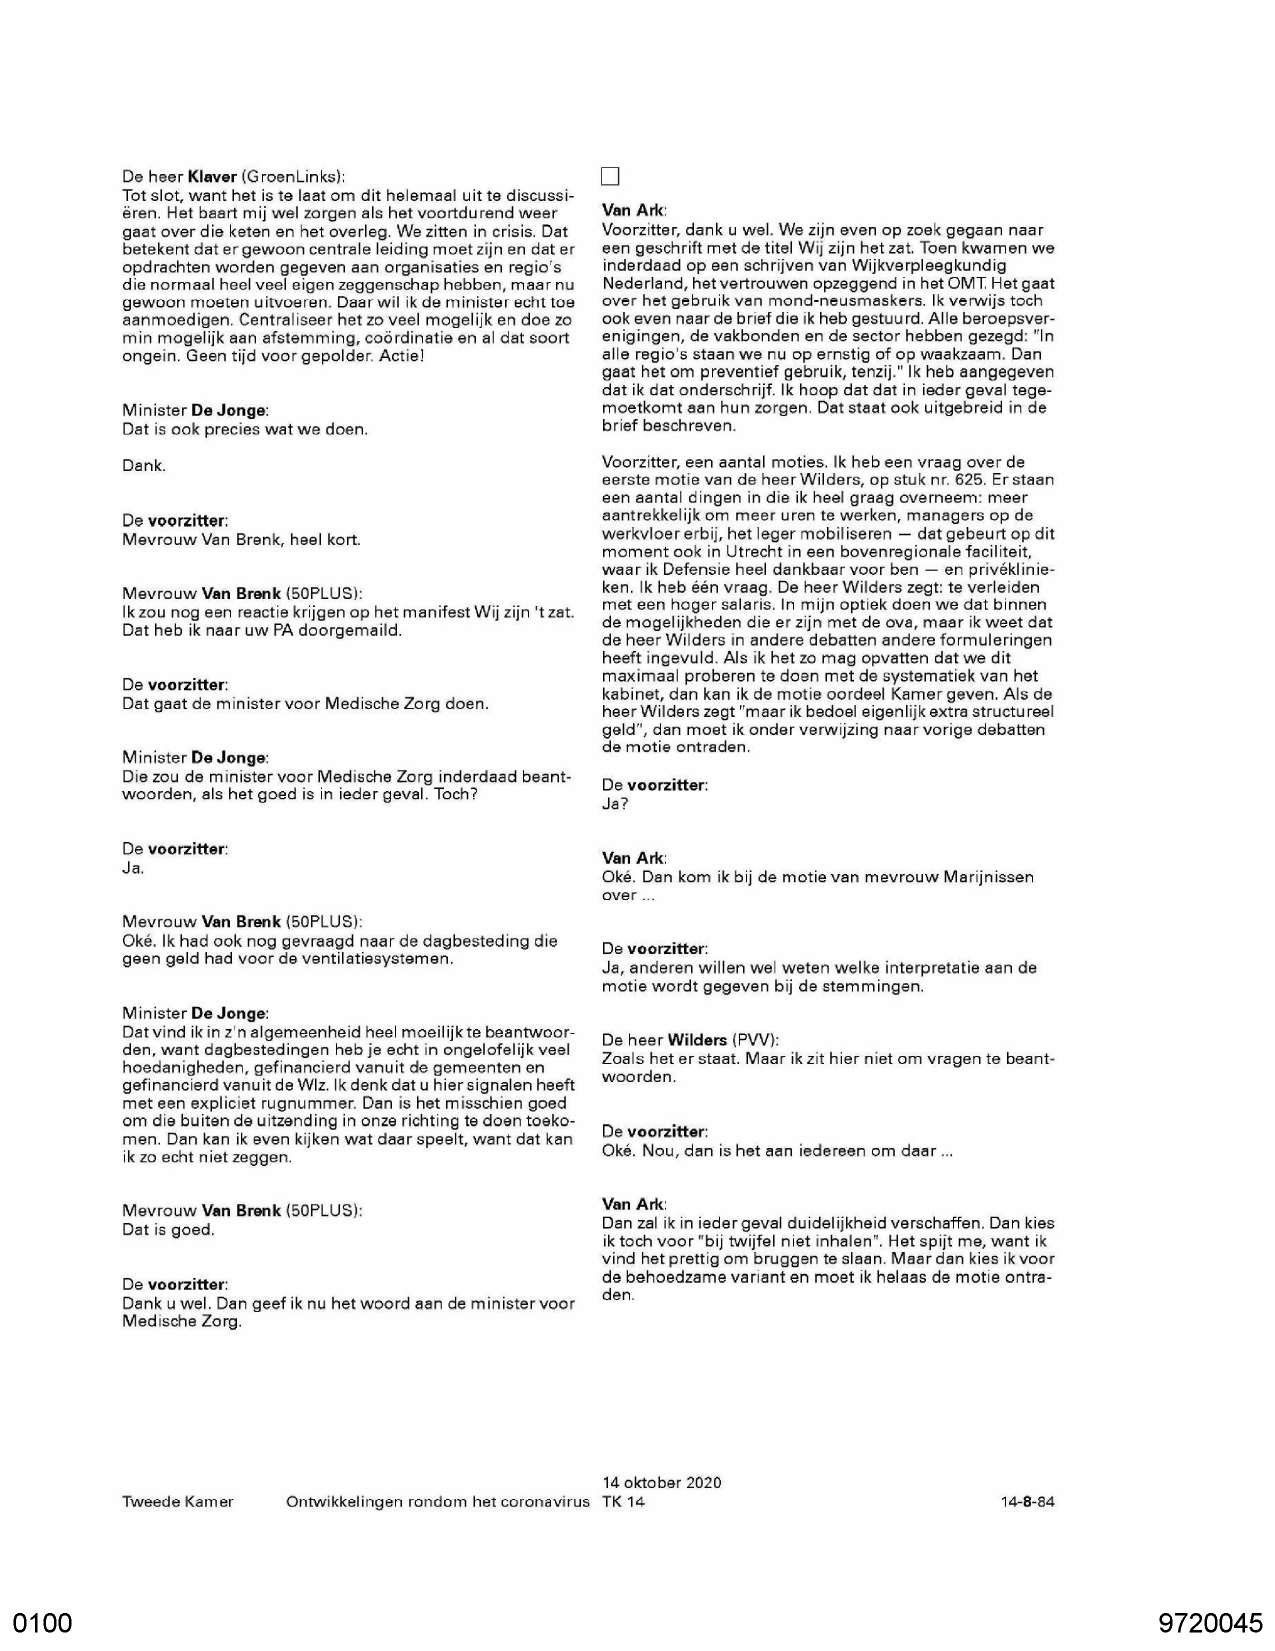 De heer Klaver (GroenLinks):
Tot slot, want het is te laat om dit helemaal uit te discussi-
ëren. Het baart mij wel zorgen als het voortdurend weer
gaat over die keten en het overleg. We zitten in crisis. Dat
betekent dat er gewoon centrale leiding moet zijn en dat er
opdrachten worden gegeven aan organisaties en regio's
die normaal heel veel eigen zeggenschap hebben, maar nu
gewoon moeten uitvoeren. Daar wil ik de minister echt toe
aanmoedigen. Centraliseer het zo veel mogelijk en doe zo
min mogelijk aan afstemming, coördinatie en al dat soort
ongein. Geen tijd voor gepolder. Actie!
Minister De Jonge:
Dat is ook precies wat we doen.
Dank.
De voorzitter:
Mevrouw Van Brenk, heel kort.
Mevrouw Van Brenk (50PLUS):
Ik zou nog een reactie krijgen op het manifest Wij zijn 't zat.
Dat heb ik naar uw PA doorgemaild.
De voorzitter:
Dat gaat de minister voor Medische Zorg doen.
Minister De Jonge:
Die zou de minister voor Medische Zorg inderdaad beant-
woorden, als het goed is in ieder geval. Toch?
De voorzitter:
Ja.
Mevrouw Van Brenk (50PLUS):
Oké. Ik had ook nog gevraagd naar de dagbesteding die
geen geld had voor de ventilatiesystemen.
Minister De Jonge:
Dat vind ik in z'n algemeenheid heel moeilijk te beantwoor-
den, want dagbestedingen heb je echt in ongelofelijk veel
hoedanigheden, gefinancierd vanuit de gemeenten en
gefinancierd vanuit de Wlz. Ik denk dat u hier signalen heeft
met een expliciet rugnummer. Dan is het misschien goed
om die buiten de uitzending in onze richting te doen toeko-
men. Dan kan ik even kijken wat daar speelt, want dat kan
ik zo echt niet zeggen.
Mevrouw Van Brenk (50PLUS):
Dat is goed.
De voorzitter:
Dank u wel. Dan geef ik nu het woord aan de minister voor
Medische Zorg.
Van Ark:
Voorzitter, dank u wel. We zijn even op zoek gegaan naar
een geschrift met de titel Wij zijn het zat. Toen kwamen we
inderdaad op een schrijven van Wijkverpleegkundig
Nederland, het vertrouwen opzeggend in het OMT. Het gaat
over het gebruik van mond-neusmaskers. Ik verwijs toch
ook even naar de brief die ik heb gestuurd. Alle beroepsver-
enigingen, de vakbonden en de sector hebben gezegd: "In
alle regio's staan we nu op ernstig of op waakzaam. Dan
gaat het om preventief gebruik, tenzij." Ik heb aangegeven
dat ik dat onderschrijf. Ik hoop dat dat in ieder geval tege-
moetkomt aan hun zorgen. Dat staat ook uitgebreid in de
brief beschreven.
Voorzitter, een aantal moties. Ik heb een vraag over de
eerste motie van de heer Wilders, op stuk nr. 625. Er staan
een aantal dingen in die ik heel graag overneem: meer
aantrekkelijk om meer uren te werken, managers op de
werkvloer erbij, het leger mobiliseren — dat gebeurt op dit
moment ook in Utrecht in een bovenregionale faciliteit,
waar ik Defensie heel dankbaar voor ben — en privéklinie-
ken. Ik heb één vraag. De heer Wilders zegt: te verleiden
met een hoger salaris. In mijn optiek doen we dat binnen
de mogelijkheden die er zijn met de ova, maar ik weet dat
de heer Wilders in andere debatten andere formuleringen
heeft ingevuld. Als ik het zo mag opvatten dat we dit
maximaal proberen te doen met de systematiek van het
kabinet, dan kan ik de motie oordeel Kamer geven. Als de
heer Wilders zegt "maar ik bedoel eigenlijk extra structureel
geld", dan moet ik onder verwijzing naar vorige debatten
de motie ontraden.
De voorzitter:
Ja?
Van Ark:
Oké. Dan kom ik bij de motie van mevrouw Marijnissen
over ...
De voorzitter:
Ja, anderen willen wel weten welke interpretatie aan de
motie wordt gegeven bij de stemmingen.
De heer Wilders (PVV):
Zoals het er staat. Maar ik zit hier niet om vragen te beant-
woorden.
De voorzitter:
Oké. Nou, dan is het aan iedereen om daar ...
Van Ark:
Dan zal ik in ieder geval duidelijkheid verschaffen. Dan kies
ik toch voor "bij twijfel niet inhalen". Het spijt me, want ik
vind het prettig om bruggen te slaan. Maar dan kies ik voor
de behoedzame variant en moet ik helaas de motie ontra-
den.
14 oktober 2020
Tweede Kamer Ontwikkelingen rondom het coronavirus TK 14 14-8-84
0100 9720045